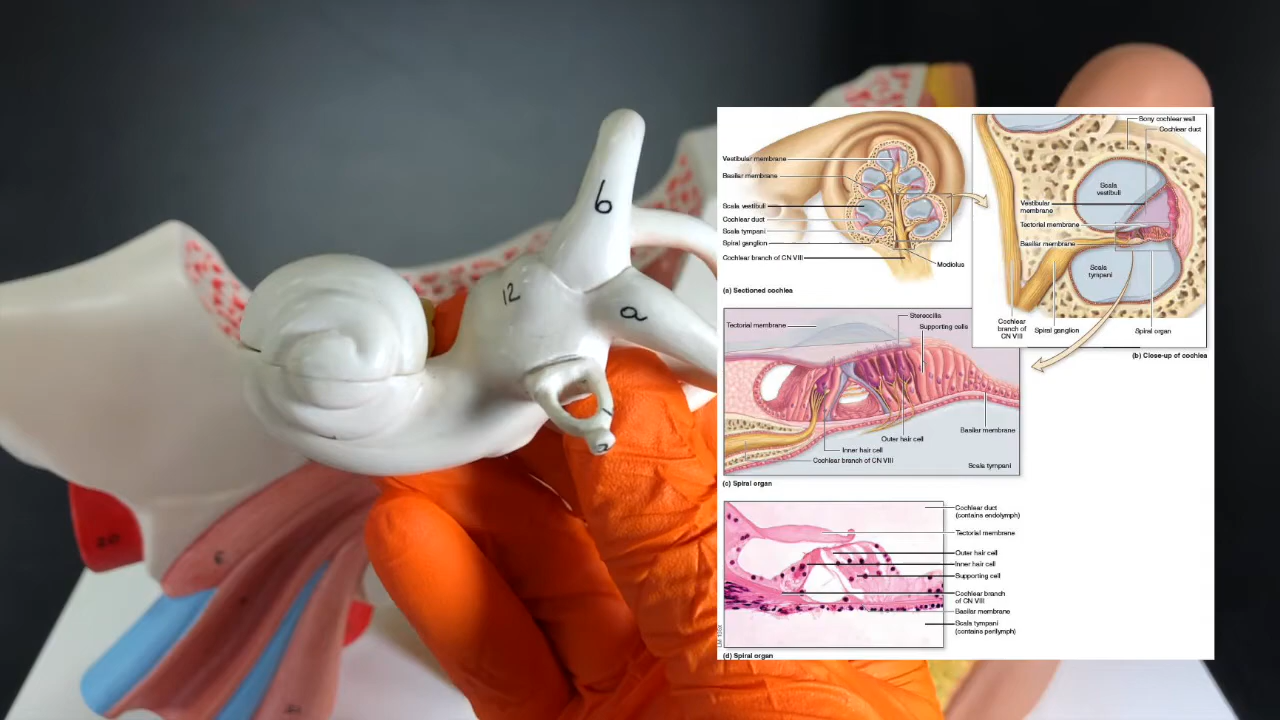 6
12
a
20
Vestibular membrane
Basilar membrane
Scala vestibuli
Cochlear duct
Scala tympani
Spiral ganglion
Cochlear branch of CN VIII
Modiolus
(a) Sectioned cochlea
Bony cochlear wall
Cochlear duct
Scala
vestibuli
Vestibular
membrane
Tectorial membrane
Basilar membrane
Scala
tympani
Cochlear
branch of
CN VIII
Spiral ganglion
Spiral organ
(b) Close-up of cochlea
Tectorial membrane
Stereocilia
Supporting cells
Outer hair cell
Basilar membrane
Inner hair cell
Cochlear branch of CN VIII
Scala tympani
(c) Spiral organ
Cochlear duct
(contains endolymph)
Tectorial membrane
Outer hair cell
Inner hair cell
Supporting cell
Cochlear branch
of CN VIII
Basilar membrane
Scala tympani
(contains perilymph)
(d) Spiral organ